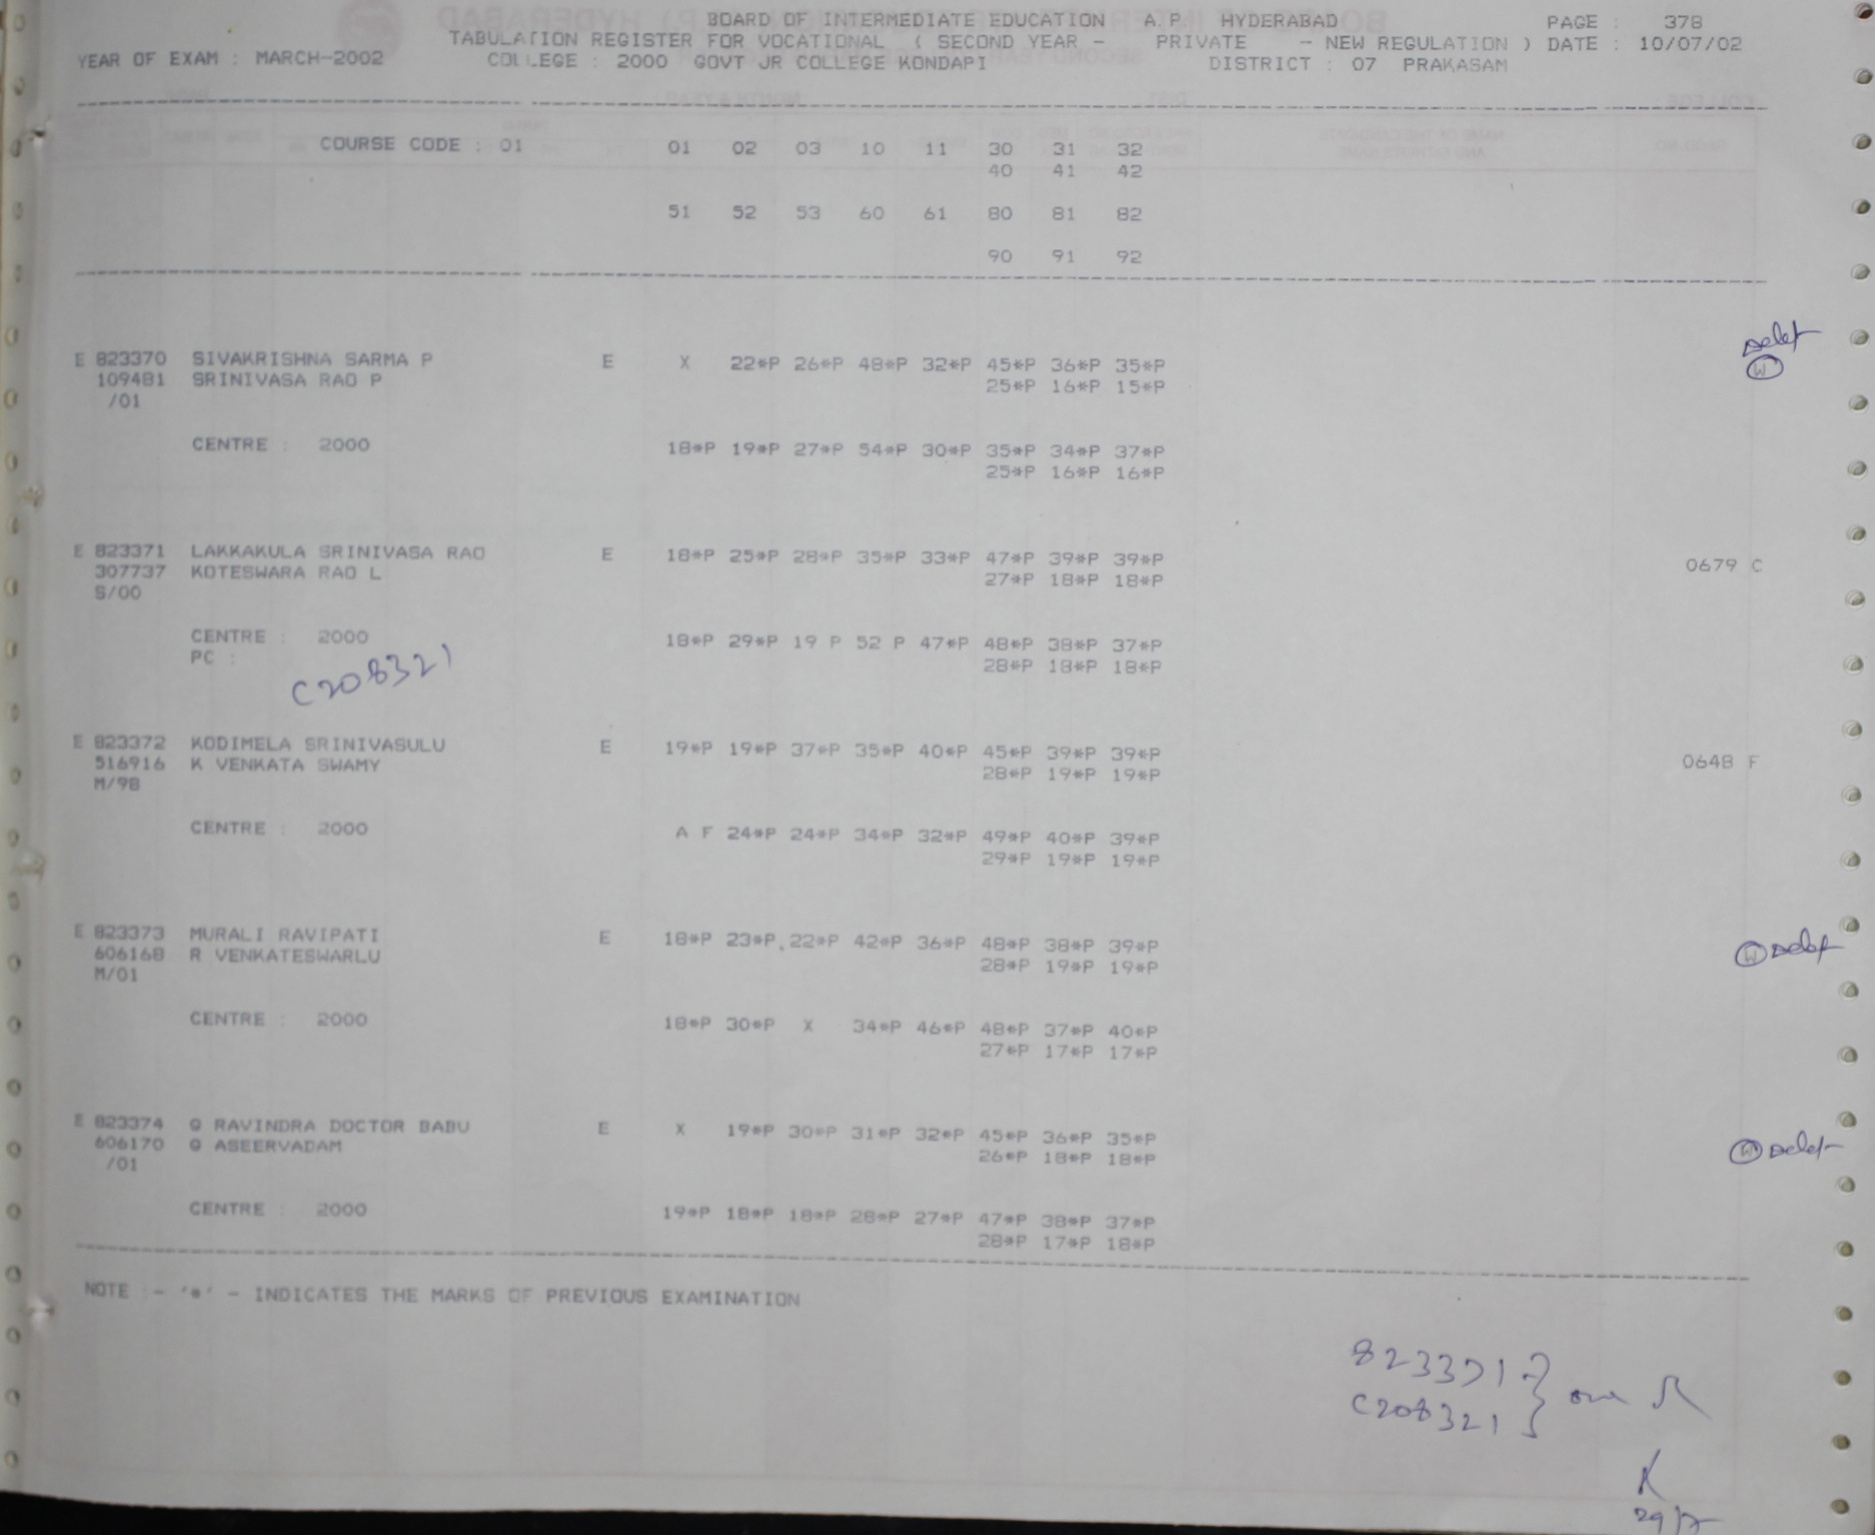 BOARD OF INTERMEDIATE EDUCATION A.P. HYDERABAD PAGE : 378
TABULATION REGISTER FOR VOCATIONAL ( SECOND YEAR - PRIVATE - NEW REGULATION ) DATE : 10/07/02
YEAR OF EXAM : MARCH-2002 COLLEGE : 2000 GOVT JR COLLEGE KONDAPI DISTRICT : 07 PRAKASAM
COURSE CODE : 01 01 02 03 10 11 30 31 32
40 41 42
51 52 53 60 61 80 81 82
90 91 92
Delet
W
E 823370 SIVAKRISHNA SARMA P E X 22*P 26*P 48*P 32*P 45*P 36*P 35*P
109481 SRINIVASA RAO P 25*P 16*P 15*P
/01
CENTRE : 2000 18*P 19*P 27*P 54*P 30*P 35*P 34*P 37*P
25*P 16*P 16*P
E 823371 LAKKAKULA SRINIVASA RAO E 18*P 25*P 28*P 35*P 33*P 47*P 39*P 39*P 0679 C
307737 KOTESWARA RAO L 27*P 18*P 18*P
S/00
CENTRE : 2000 18*P 29*P 19 P 52 P 47*P 48*P 38*P 37*P
PC : 28*P 18*P 18*P
C208321
E 823372 KODIMELA SRINIVASULU E 19*P 19*P 37*P 35*P 40*P 45*P 39*P 39*P 0648 F
516916 K VENKATA SWAMY 28*P 19*P 19*P
M/98
CENTRE : 2000 A F 24*P 24*P 34*P 32*P 49*P 40*P 39*P
29*P 19*P 19*P
E 823373 MURALI RAVIPATI E 18*P 23*P 22*P 42*P 36*P 48*P 38*P 39*P W Delet
606168 R VENKATESWARLU 28*P 19*P 19*P
M/01
CENTRE : 2000 18*P 30*P X 34*P 46*P 48*P 37*P 40*P
27*P 17*P 17*P
E 823374 G RAVINDRA DOCTOR BABU E X 19*P 30*P 31*P 32*P 45*P 36*P 35*P W Delet
606170 G ASEERVADAM 26*P 18*P 18*P
/01
CENTRE : 2000 19*P 18*P 18*P 28*P 27*P 47*P 38*P 37*P
28*P 17*P 18*P
NOTE :- '*' - INDICATES THE MARKS OF PREVIOUS EXAMINATION
823371
C208321